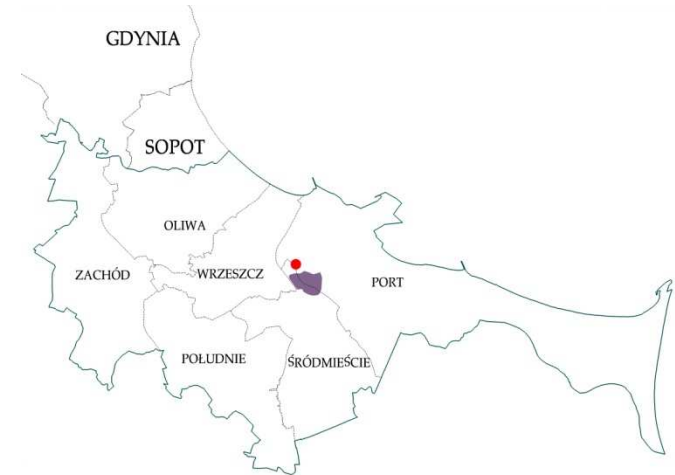 GDYNIA
SOPOT
OLIWA
ZACHÓD
WRZESZCZ
PORT
POŁUDNIE
ŚRÓDMIEŚCIE